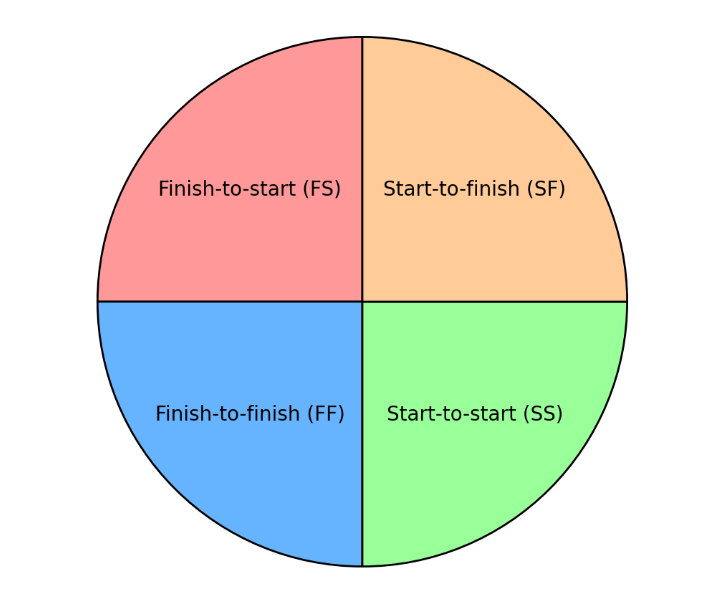 Finish-to-start (FS)
Start-to-finish (SF)
Finish-to-finish (FF)
Start-to-start (SS)